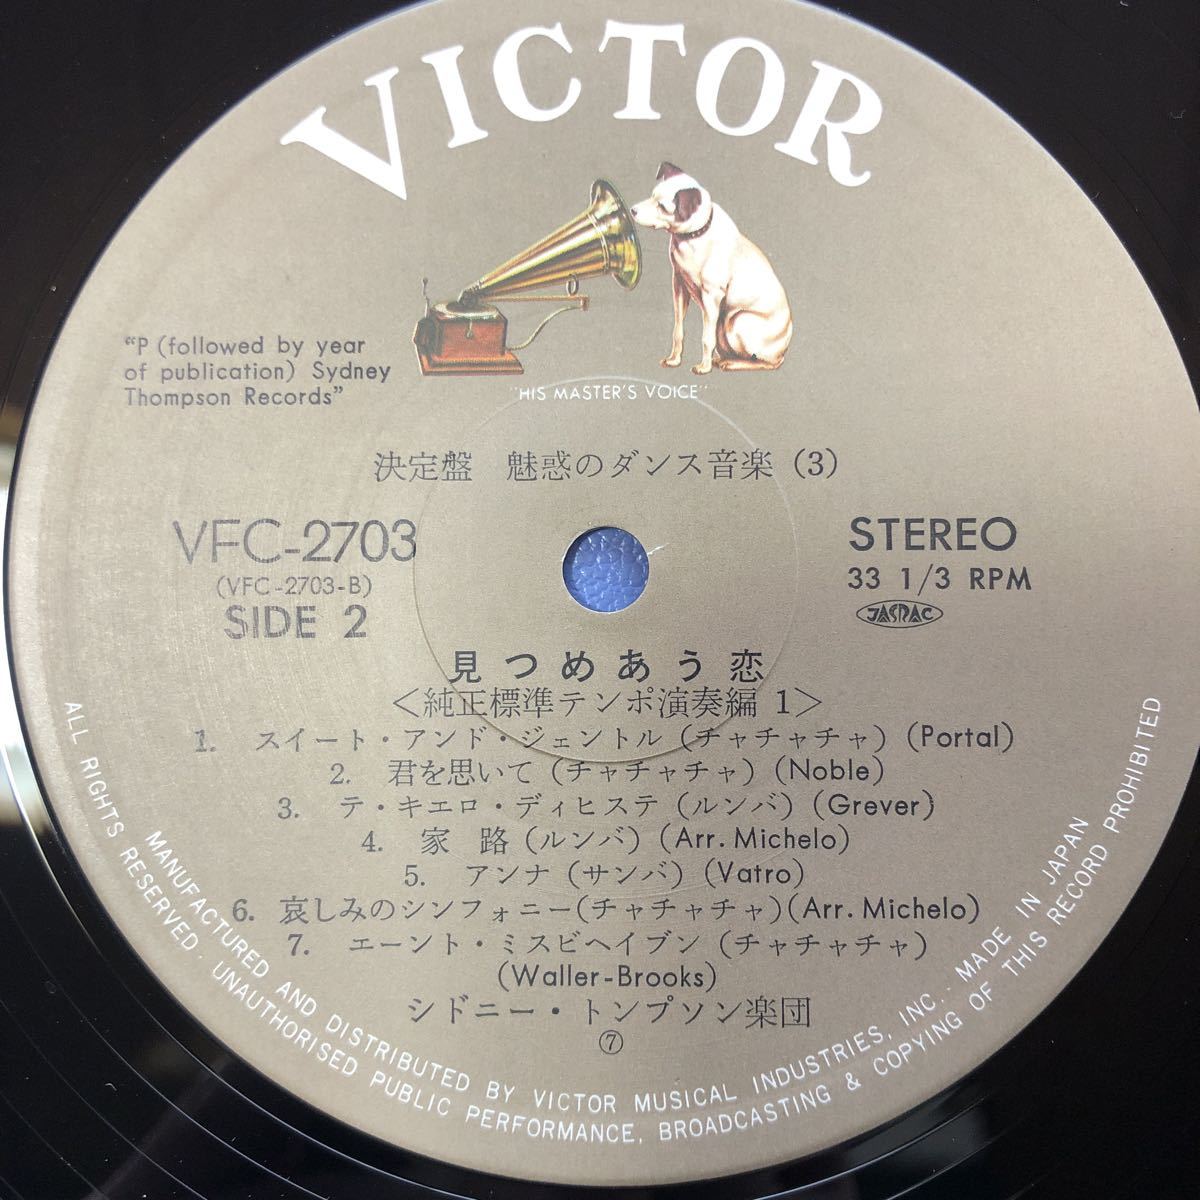 VICTOR
"P (followed by year
of publication) Sydney
Thompson Records"
"HIS MASTER'S VOICE"
決定盤 魅惑のダンス音楽 (3)
VFC-2703
(VFC-2703-B)
SIDE 2
STEREO
33 1/3 RPM
JASRAC
見つめあう恋
<純正標準テンポ演奏編 1>
1. スイート・アンド・ジェントル (チャチャチャ) (Portal)
2. 君を思いて (チャチャチャ) (Noble)
3. テ・キエロ・ディヒステ (ルンバ) (Grever)
4. 家 路 (ルンバ) (Arr. Michelo)
5. アンナ (サンバ) (Vatro)
6. 哀しみのシンフォニー(チャチャチャ)(Arr. Michelo)
7. エーント・ミスビヘイブン (チャチャチャ)
(Waller-Brooks)
シドニー・トンプソン楽団
⑦
MANUFACTURED AND DISTRIBUTED BY VICTOR MUSICAL INDUSTRIES, INC.· MADE IN JAPAN
ALL RIGHTS RESERVED· UNAUTHORISED PUBLIC PERFORMANCE, BROADCASTING & COPYING OF THIS RECORD PROHIBITED